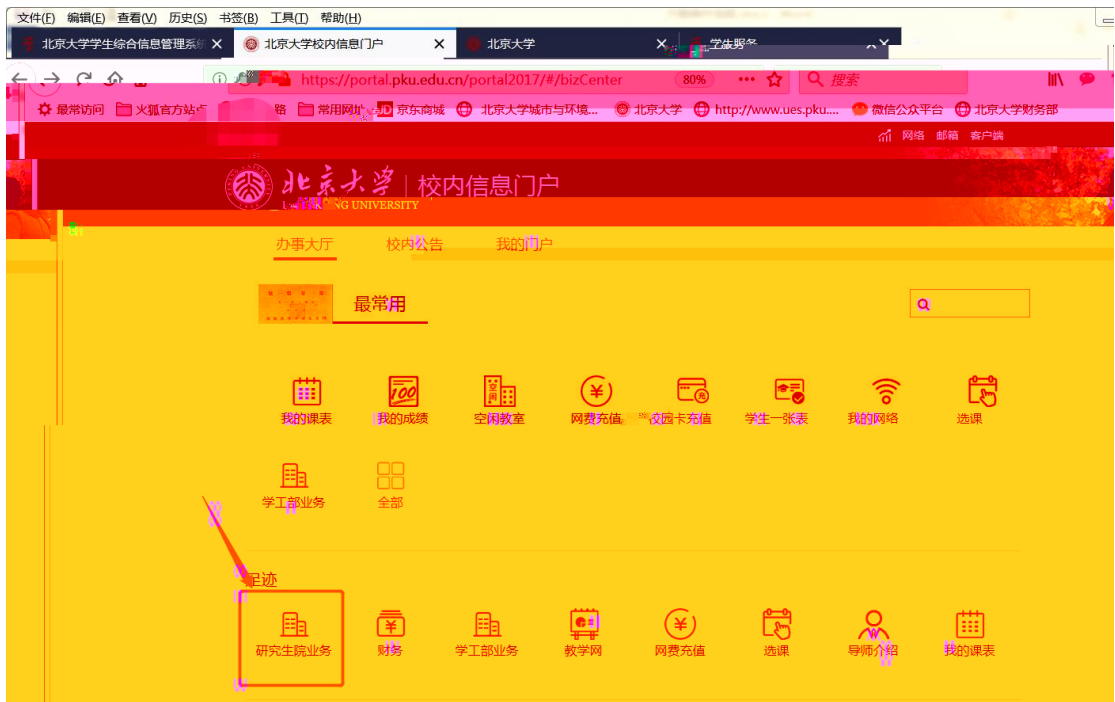 文件(F) 编辑(E) 查看(V) 历史(S) 书签(B) 工具(T) 帮助(H)
北京大学学生综合信息管理系统 × 北京大学校内信息门户 × 北京大学 × 学生服务 ×
https://portal.pku.edu.cn/portal2017/#/bizCenter 80% 搜索
最常访问 火狐官方站点 常用网址 JD 京东商城 北京大学城市与环境... 北京大学 http://www.ues.pku.... 微信公众平台 北京大学财务部
网络 邮箱 客户端
北京大学 校内信息门户
UNIVERSITY
办事大厅 校内公告 我的门户
最常用
我的课表 我的成绩 空闲教室 网费充值 校园卡充值 学生一张表 我的网络 选课
学工部业务 全部
足迹
研究生院业务 财务 学工部业务 教学网 网费充值 选课 导师介绍 我的课表